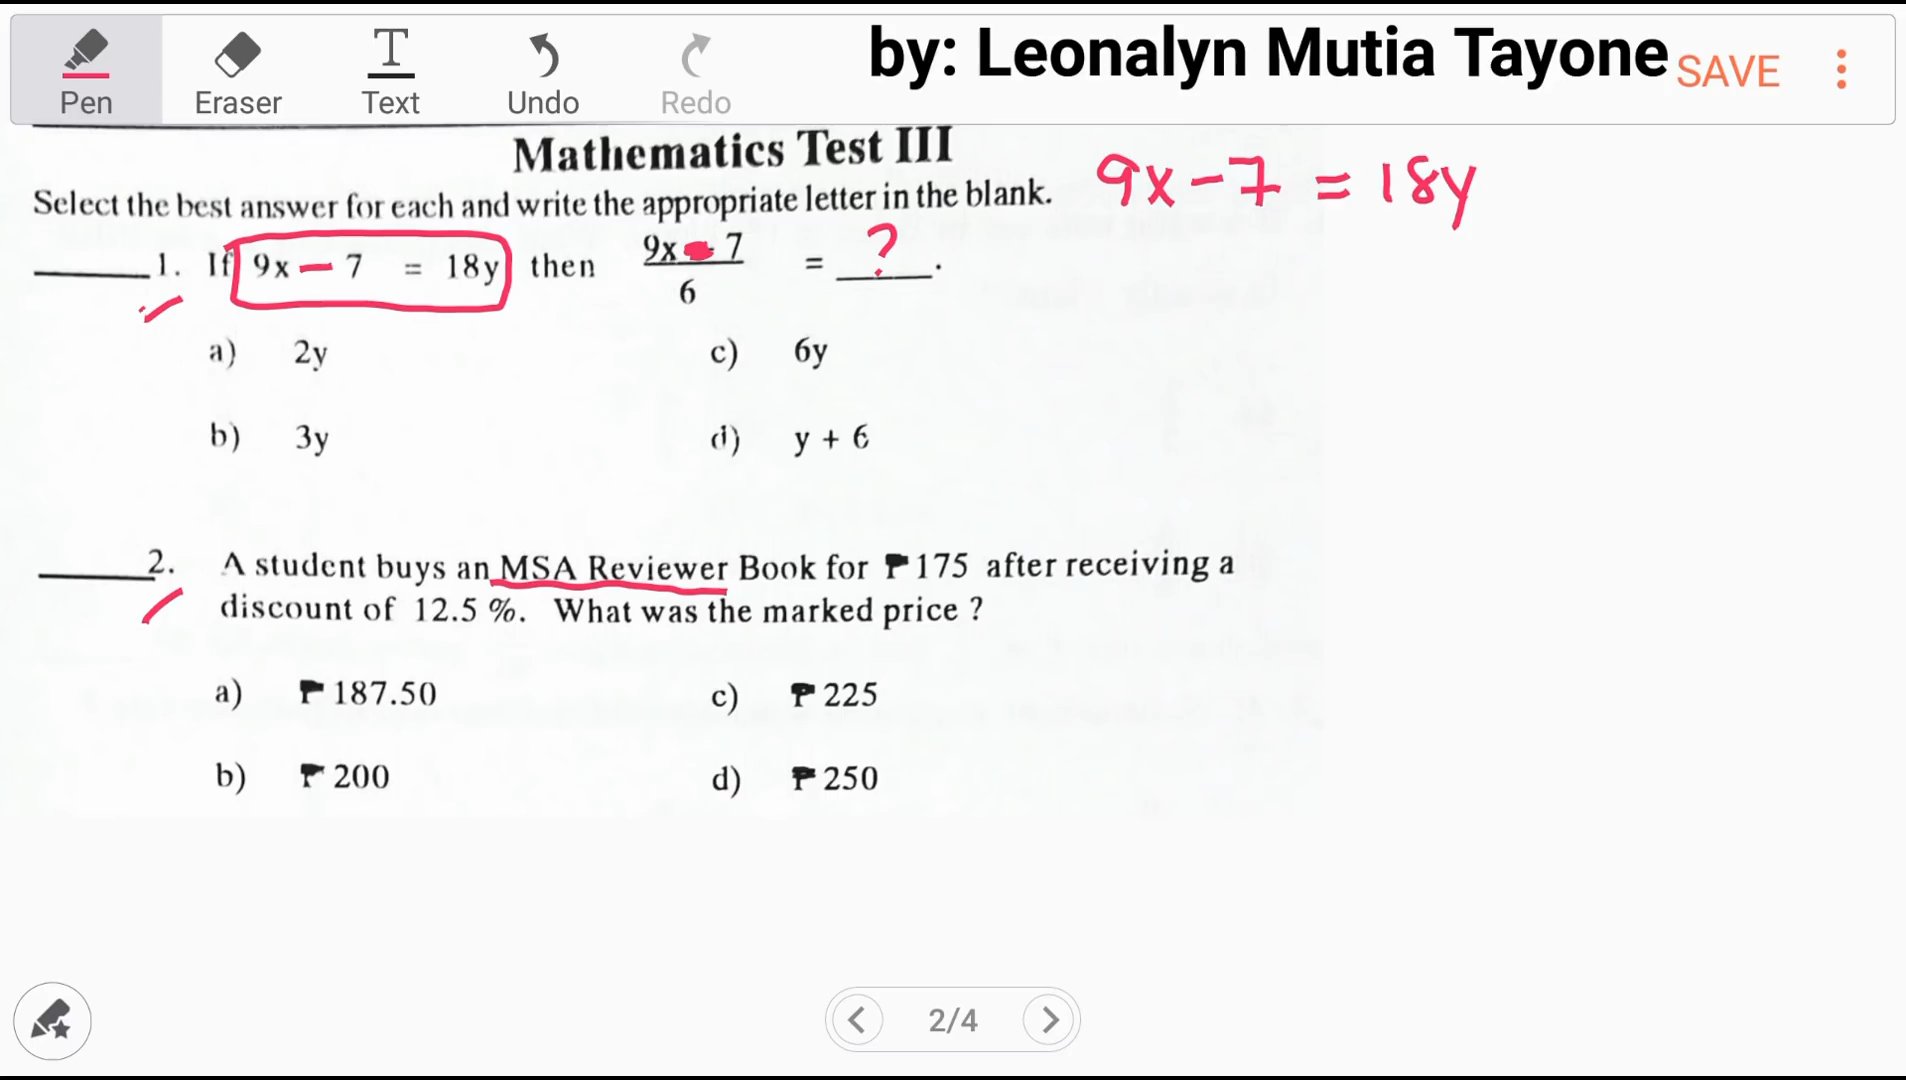 by: Leonalyn Mutia Tayone
SAVE
Pen Eraser Text Undo Redo
Mathematics Test III
Select the best answer for each and write the appropriate letter in the blank.
9x - 7 = 18y
1. If 9x - 7 = 18y then 9x - 7 / 6 = ? .
a) 2y c) 6y
b) 3y d) y + 6
2. A student buys an MSA Reviewer Book for ₱175 after receiving a
discount of 12.5 %. What was the marked price ?
a) ₱187.50 c) ₱225
b) ₱200 d) ₱250
2/4